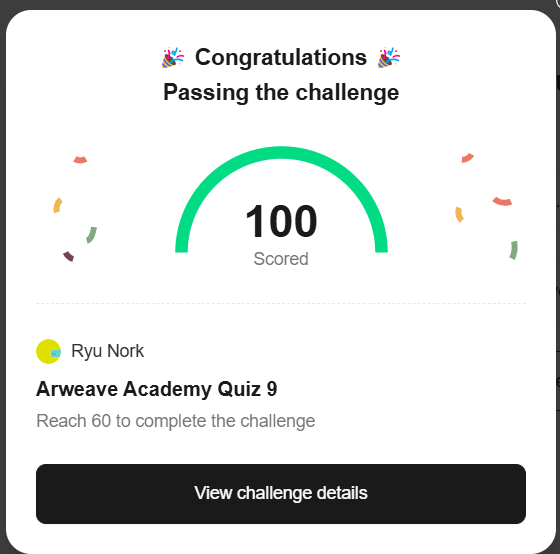 🎉 Congratulations 🎉
Passing the challenge
100
Scored
Ryu Nork
Arweave Academy Quiz 9
Reach 60 to complete the challenge
View challenge details